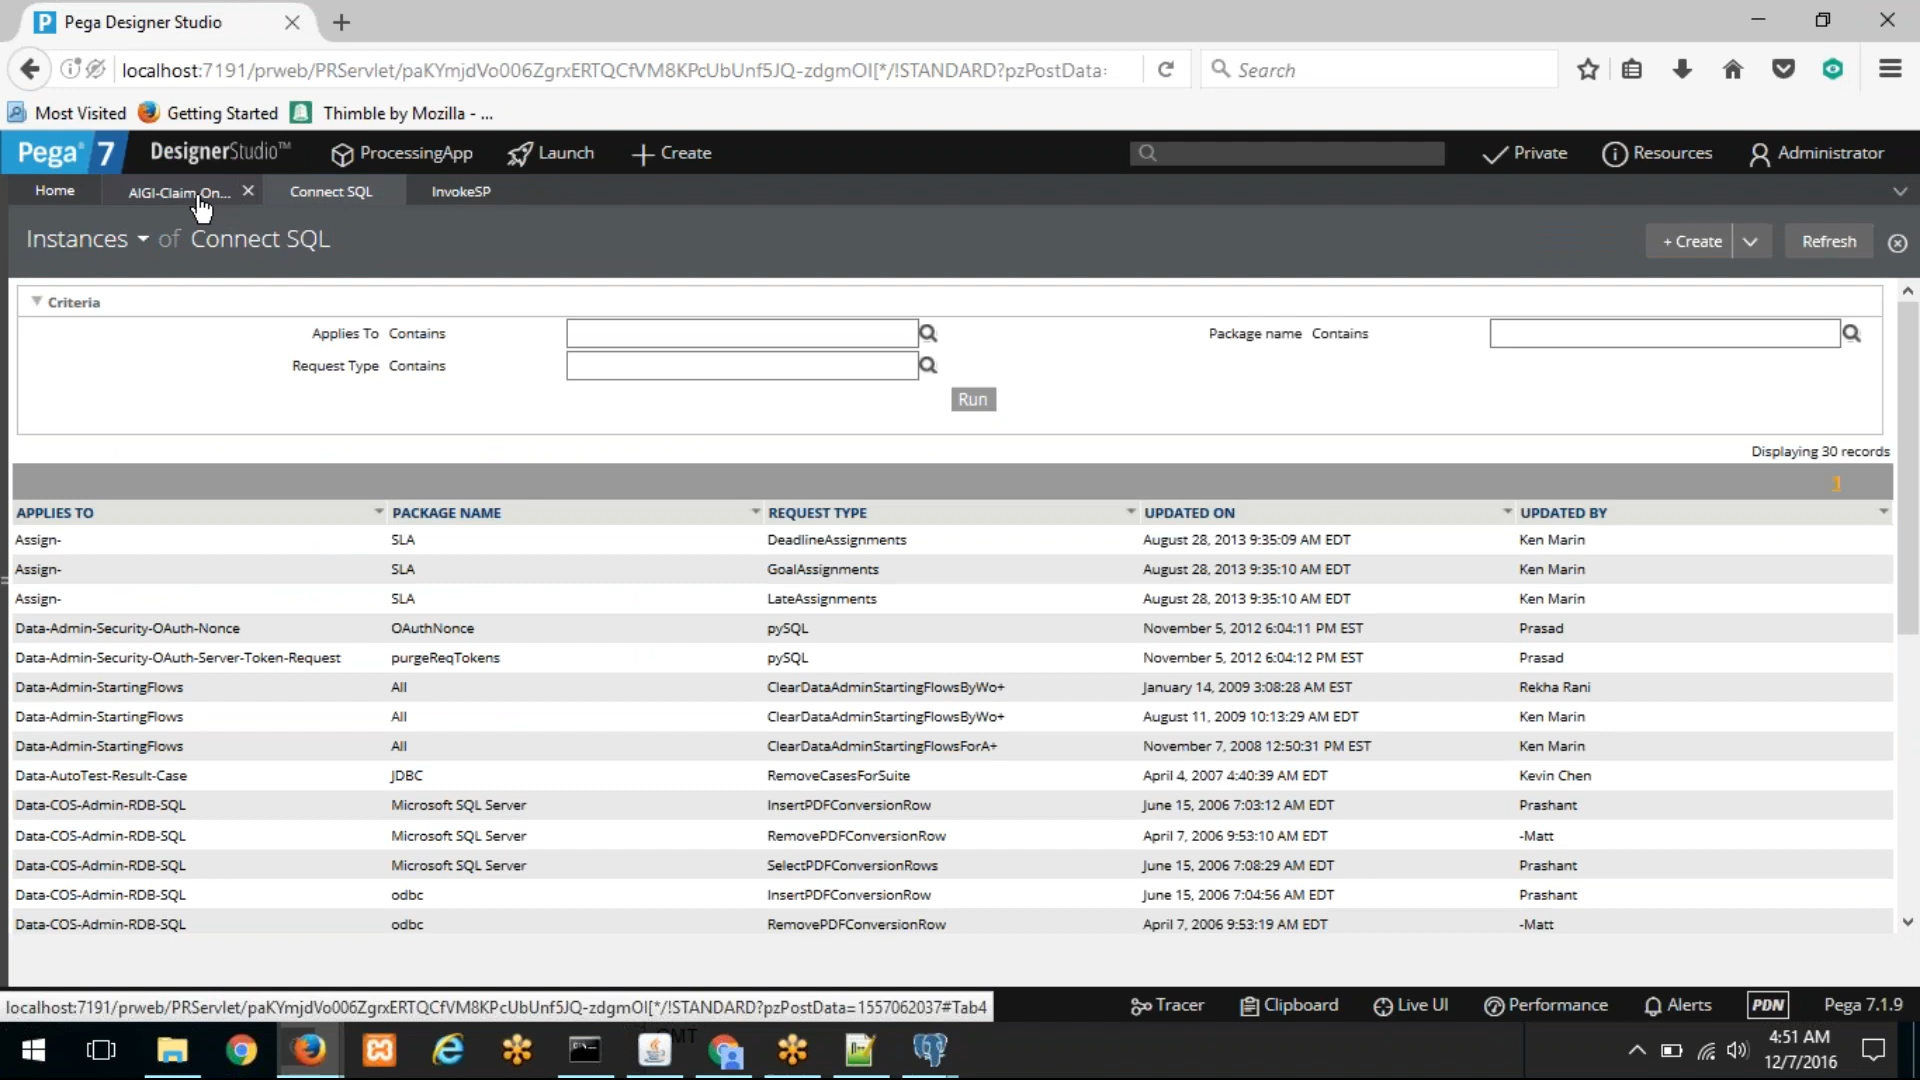 Pega Designer Studio
localhost:7191/prweb/PRServlet/paKYmjdVo006ZgrxERTQCfVM8KPcUbUnf5JQ-zdgmOI[*/!STANDARD?pzPostData:
Search
Most Visited Getting Started Thimble by Mozilla - ...
Pega 7 DesignerStudio™ ProcessingApp Launch Create Private Resources Administrator
Home AIGI-Claim On... Connect SQL InvokeSP
Instances of Connect SQL + Create Refresh
Criteria
Applies To Contains Package name Contains
Request Type Contains
Run
Displaying 30 records
1
APPLIES TO PACKAGE NAME REQUEST TYPE UPDATED ON UPDATED BY
Assign- SLA DeadlineAssignments August 28, 2013 9:35:09 AM EDT Ken Marin
Assign- SLA GoalAssignments August 28, 2013 9:35:10 AM EDT Ken Marin
Assign- SLA LateAssignments August 28, 2013 9:35:10 AM EDT Ken Marin
Data-Admin-Security-OAuth-Nonce OAuthNonce pySQL November 5, 2012 6:04:11 PM EST Prasad
Data-Admin-Security-OAuth-Server-Token-Request purgeReqTokens pySQL November 5, 2012 6:04:12 PM EST Prasad
Data-Admin-StartingFlows All ClearDataAdminStartingFlowsByWo+ January 14, 2009 3:08:28 AM EST Rekha Rani
Data-Admin-StartingFlows All ClearDataAdminStartingFlowsByWo+ August 11, 2009 10:13:29 AM EDT Ken Marin
Data-Admin-StartingFlows All ClearDataAdminStartingFlowsForA+ November 7, 2008 12:50:31 PM EST Ken Marin
Data-AutoTest-Result-Case JDBC RemoveCasesForSuite April 4, 2007 4:40:39 AM EDT Kevin Chen
Data-COS-Admin-RDB-SQL Microsoft SQL Server InsertPDFConversionRow June 15, 2006 7:03:12 AM EDT Prashant
Data-COS-Admin-RDB-SQL Microsoft SQL Server RemovePDFConversionRow April 7, 2006 9:53:10 AM EDT -Matt
Data-COS-Admin-RDB-SQL Microsoft SQL Server SelectPDFConversionRows June 15, 2006 7:08:29 AM EDT Prashant
Data-COS-Admin-RDB-SQL odbc InsertPDFConversionRow June 15, 2006 7:04:56 AM EDT Prashant
Data-COS-Admin-RDB-SQL odbc RemovePDFConversionRow April 7, 2006 9:53:19 AM EDT -Matt
localhost:7191/prweb/PRServlet/paKYmjdVo006ZgrxERTQCfVM8KPcUbUnf5JQ-zdgmOI[*/!STANDARD?pzPostData=1557062037#Tab4 Tracer Clipboard Live UI Performance Alerts PDN Pega 7.1.9
4:51 AM
12/7/2016